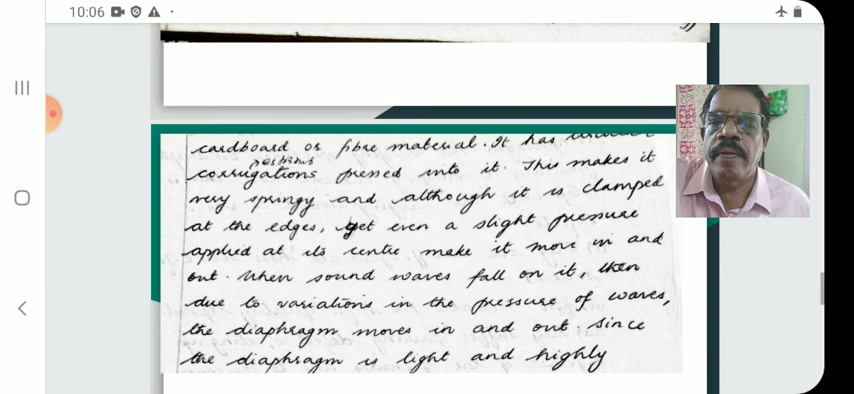 10:06
cardboard or fibre material. It has
portions
corrugations pressed into it. This makes it
very springy and although it is clamped
at the edges, yet even a slight pressure
applied at its centre make it move in and
out. When sound waves fall on it, then
due to variations in the pressure of waves,
the diaphragm moves in and out. Since
the diaphragm is light and highly